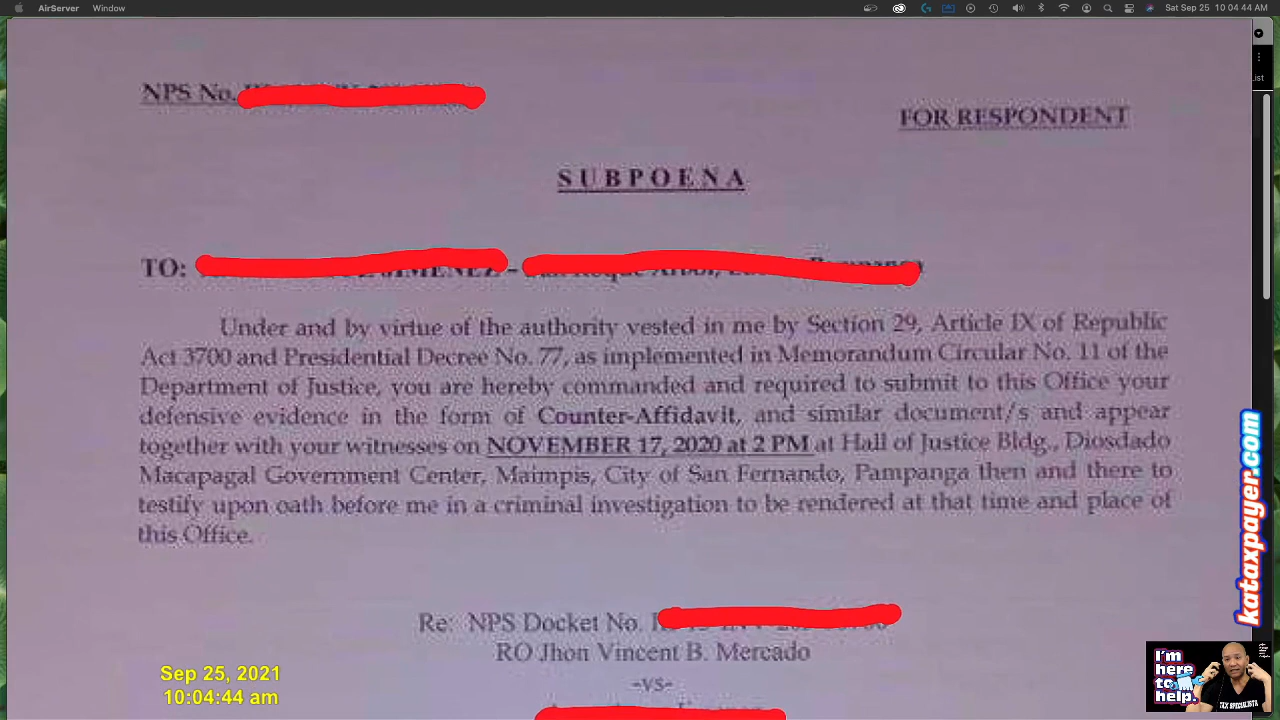 AirServer Window Sat Sep 25 10:04:44 AM
NPS No.
FOR RESPONDENT
SUBPOENA
TO: JIMENEZ -
Under and by virtue of the authority vested in me by Section 29, Article IX of Republic
Act 3700 and Presidential Decree No. 77, as implemented in Memorandum Circular No. 11 of the
Department of Justice, you are hereby commanded and required to submit to this Office your
defensive evidence in the form of Counter-Affidavit, and similar document/s and appear
together with your witnesses on NOVEMBER 17, 2020 at 2 PM at Hall of Justice Bldg., Diosdado
Macapagal Government Center, Maimpis, City of San Fernando, Pampanga then and there to
testify upon oath before me in a criminal investigation to be rendered at that time and place of
this Office.
Re: NPS Docket No.
RO Jhon Vincent B. Mercado
-vs-
Sep 25, 2021
10:04:44 am
kataxpayer.com
I'm
here
to
help.
TAX SPECIALISTA